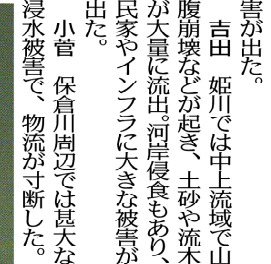 害が出た。
吉田　姫川では中上流域で山
腹崩壊などが起き、土砂や流木
が大量に流出。河岸侵食もあり、
民家やインフラに大きな被害が
出た。
小菅　保倉川周辺では甚大な
浸水被害で、物流が寸断した。